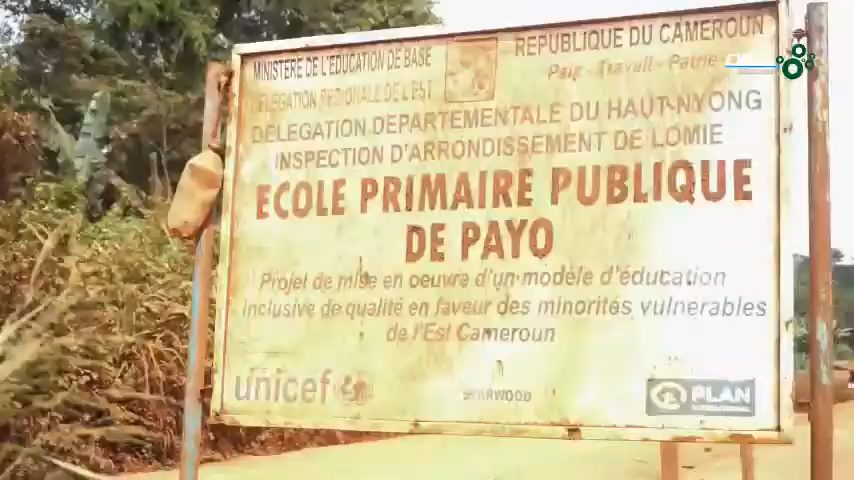 MINISTERE DE L'EDUCATION DE BASE
REPUBLIQUE DU CAMEROUN
DELEGATION REGIONALE DE L'EST
Paix - Travail - Patrie
DELEGATION DEPARTEMENTALE DU HAUT-NYONG
INSPECTION D'ARRONDISSEMENT DE LOMIE
ECOLE PRIMAIRE PUBLIQUE
DE PAYO
Projet de mise en oeuvre d'un modèle d'éducation
inclusive de qualité en faveur des minorités vulnérables
de l'Est Cameroun
unicef
STARWOOD
PLAN